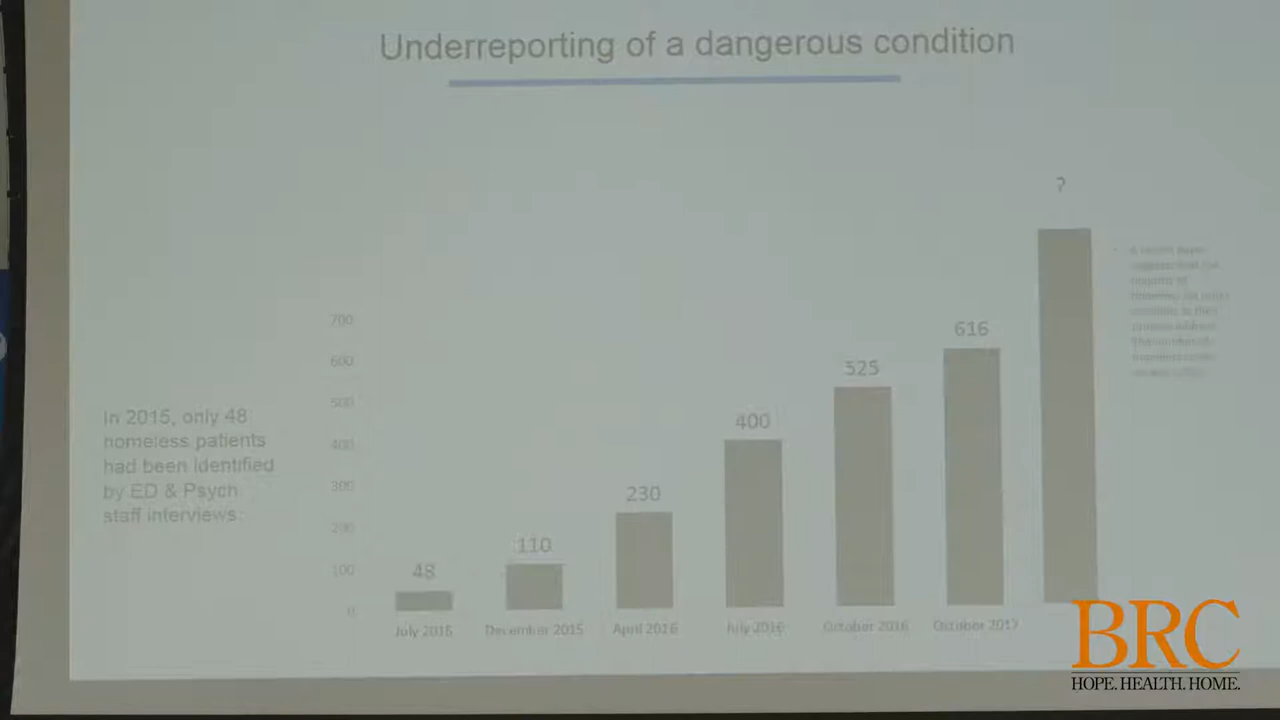 Underreporting of a dangerous condition
?
700
600
500
400
300
200
100
0
616
525
400
230
110
48
In 2015, only 48
homeless patients
had been identified
by ED & Psych
staff interviews:
July 2015
December 2015
April 2016
July 2016
October 2016
October 2017
BRC
HOPE. HEALTH. HOME.